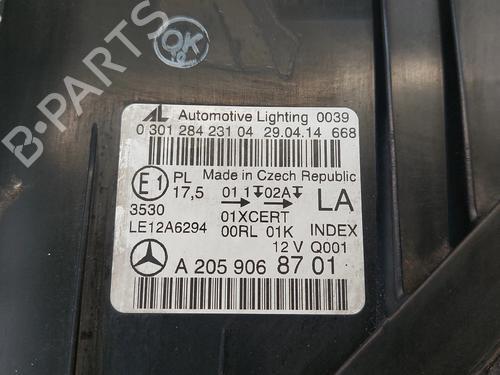 OK
B-PARTS
AL Automotive Lighting 0039
0 301 284 231 04 29.04.14 668
Made in Czech Republic
E1 PL 17,5 01 1 02A LA
3530 01XCERT
LE12A6294 00RL 01K INDEX
12 V Q001
A 205 906 87 01